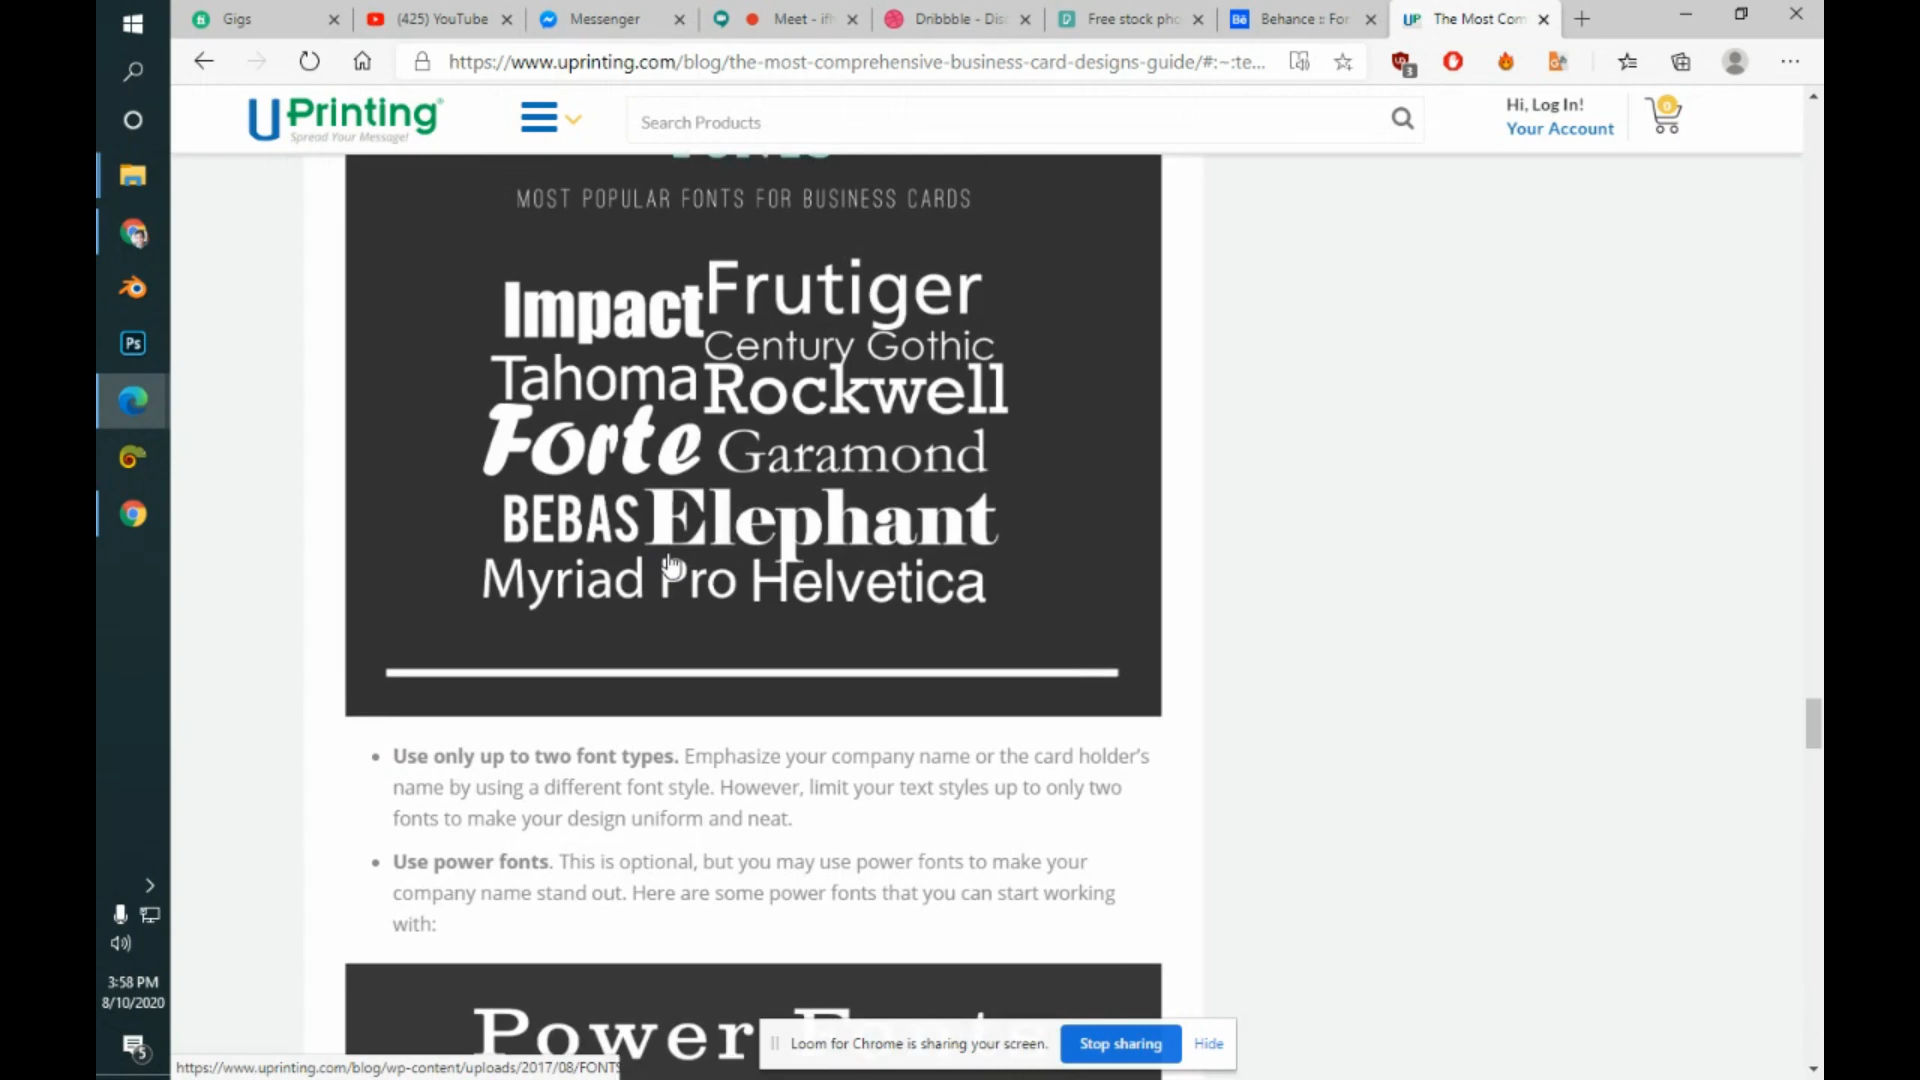 Gigs
(425) YouTube
Messenger
Meet - ifh
Dribbble - Dis
Free stock pho
Behance :: For
The Most Com
https://www.uprinting.com/blog/the-most-comprehensive-business-card-designs-guide/#:~:te...
3
UPrinting
Spread Your Message!
Search Products
Hi, Log In!
Your Account
0
MOST POPULAR FONTS FOR BUSINESS CARDS
Impact
Frutiger
Century Gothic
Tahoma
Rockwell
Forte
Garamond
BEBAS
Elephant
Myriad Pro
Helvetica
• Use only up to two font types. Emphasize your company name or the card holder's
name by using a different font style. However, limit your text styles up to only two
fonts to make your design uniform and neat.
• Use power fonts. This is optional, but you may use power fonts to make your
company name stand out. Here are some power fonts that you can start working
with:
Power
Loom for Chrome is sharing your screen.
Stop sharing
Hide
Ps
3:58 PM
8/10/2020
5
https://www.uprinting.com/blog/wp-content/uploads/2017/08/FONTS